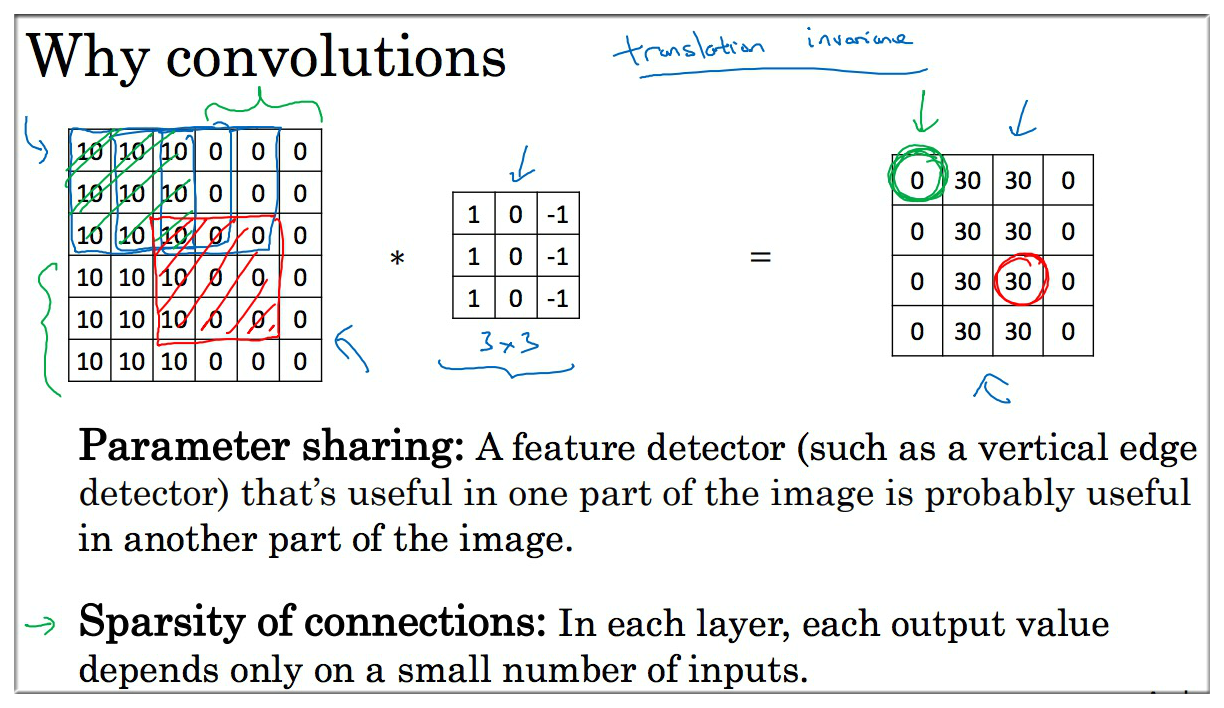 Why convolutions
translation invariance
10 10 10 0 0 0
10 10 10 0 0 0
10 10 10 0 0 0
10 10 10 0 0 0
10 10 10 0 0 0
10 10 10 0 0 0
*
1 0 -1
1 0 -1
1 0 -1
3×3
=
0 30 30 0
0 30 30 0
0 30 30 0
0 30 30 0
Parameter sharing: A feature detector (such as a vertical edge
detector) that's useful in one part of the image is probably useful
in another part of the image.
→ Sparsity of connections: In each layer, each output value
depends only on a small number of inputs.